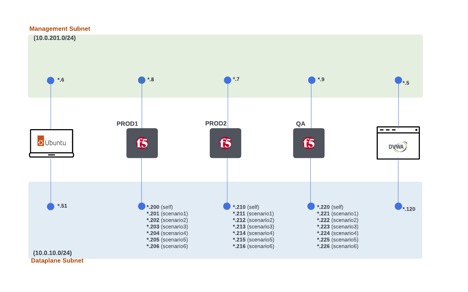 Management Subnet
(10.0.201.0/24)
*.6
*.8
*.7
*.9
*.5
PROD1
PROD2
QA
Ubuntu
f5
f5
f5
DVWA
*.51
*.200 (self)
*.201 (scenario1)
*.202 (scenario2)
*.203 (scenario3)
*.204 (scenario4)
*.205 (scenario5)
*.206 (scenario6)
*.210 (self)
*.211 (scenario1)
*.212 (scenario2)
*.213 (scenario3)
*.214 (scenario4)
*.215 (scenario5)
*.216 (scenario6)
*.220 (self)
*.221 (scenario1)
*.222 (scenario2)
*.223 (scenario3)
*.224 (scenario4)
*.225 (scenario5)
*.226 (scenario6)
*.120
(10.0.10.0/24)
Dataplane Subnet